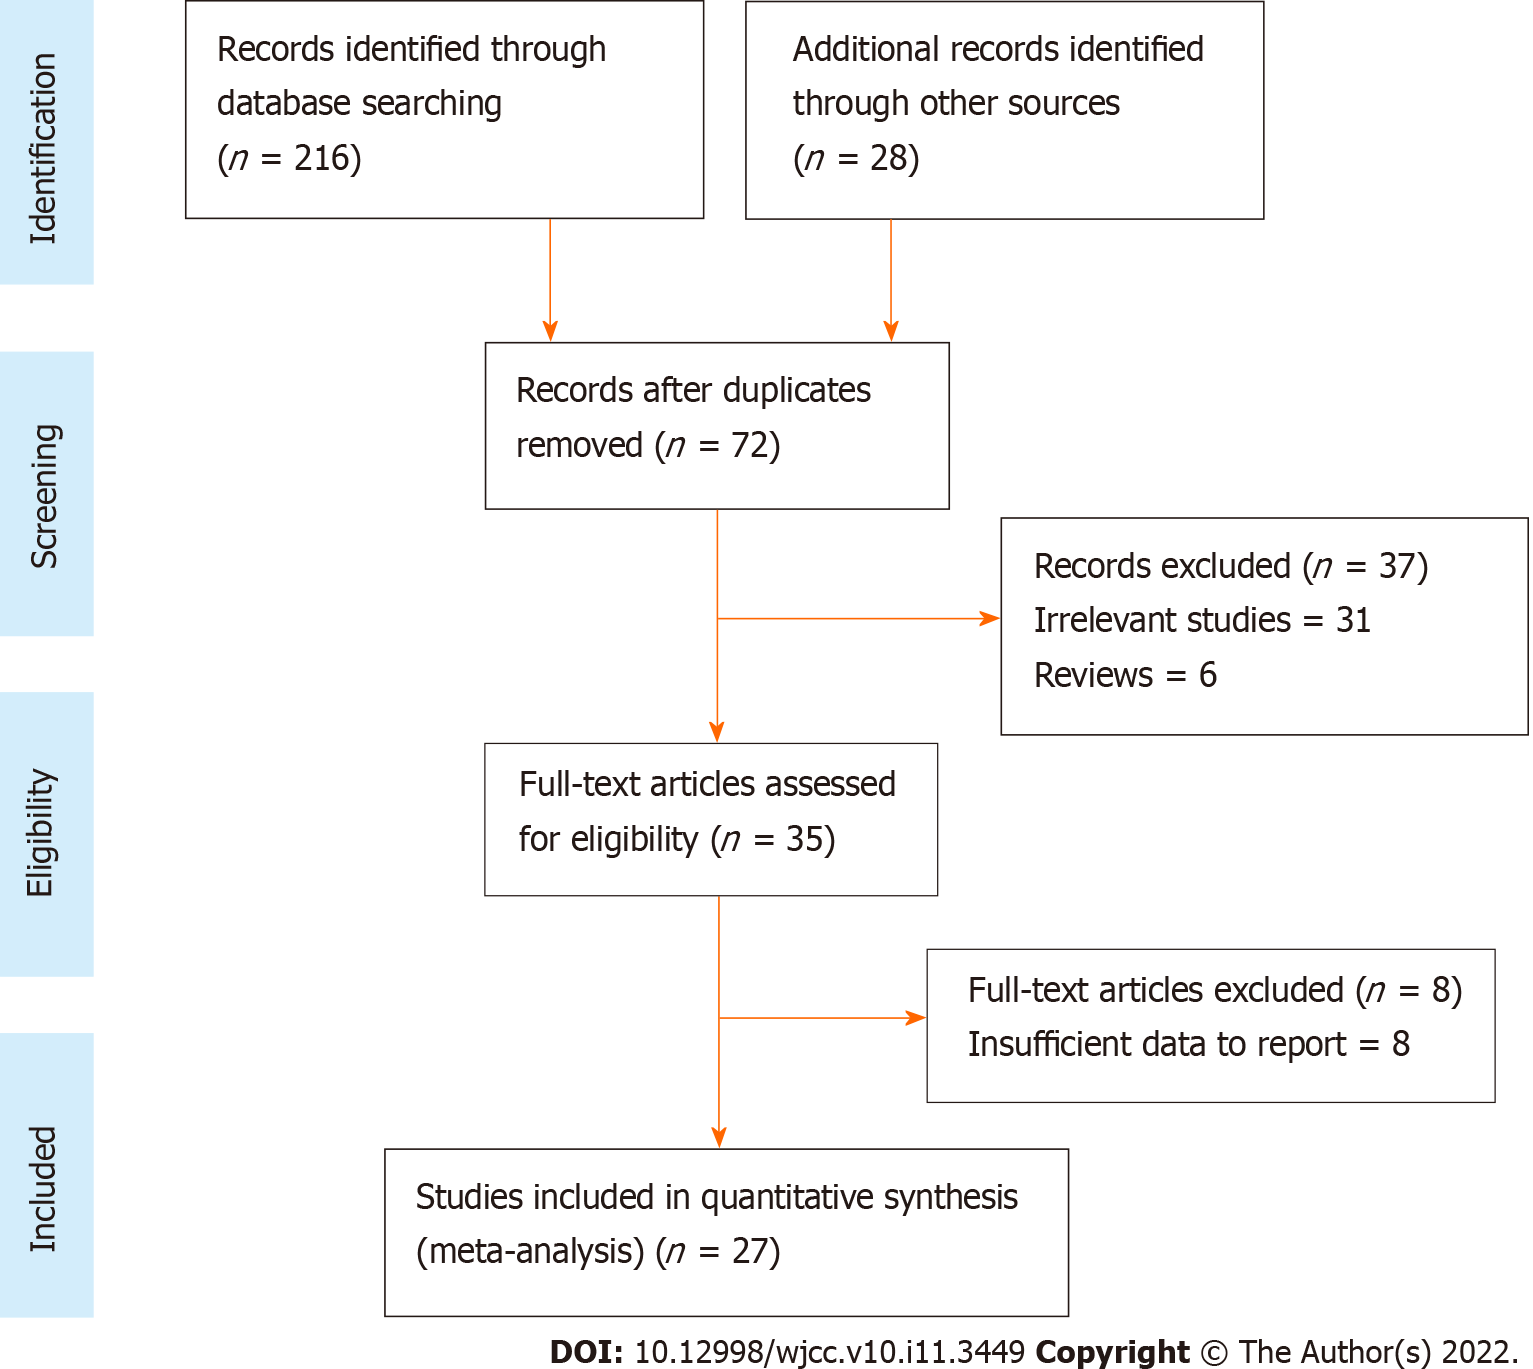 Identification
Records identified through
database searching
(n = 216)
Additional records identified
through other sources
(n = 28)
Screening
Records after duplicates
removed (n = 72)
Records excluded (n = 37)
Irrelevant studies = 31
Reviews = 6
Eligibility
Full-text articles assessed
for eligibility (n = 35)
Full-text articles excluded (n = 8)
Insufficient data to report = 8
Included
Studies included in quantitative synthesis
(meta-analysis) (n = 27)
DOI: 10.12998/wjcc.v10.i11.3449 Copyright © The Author(s) 2022.